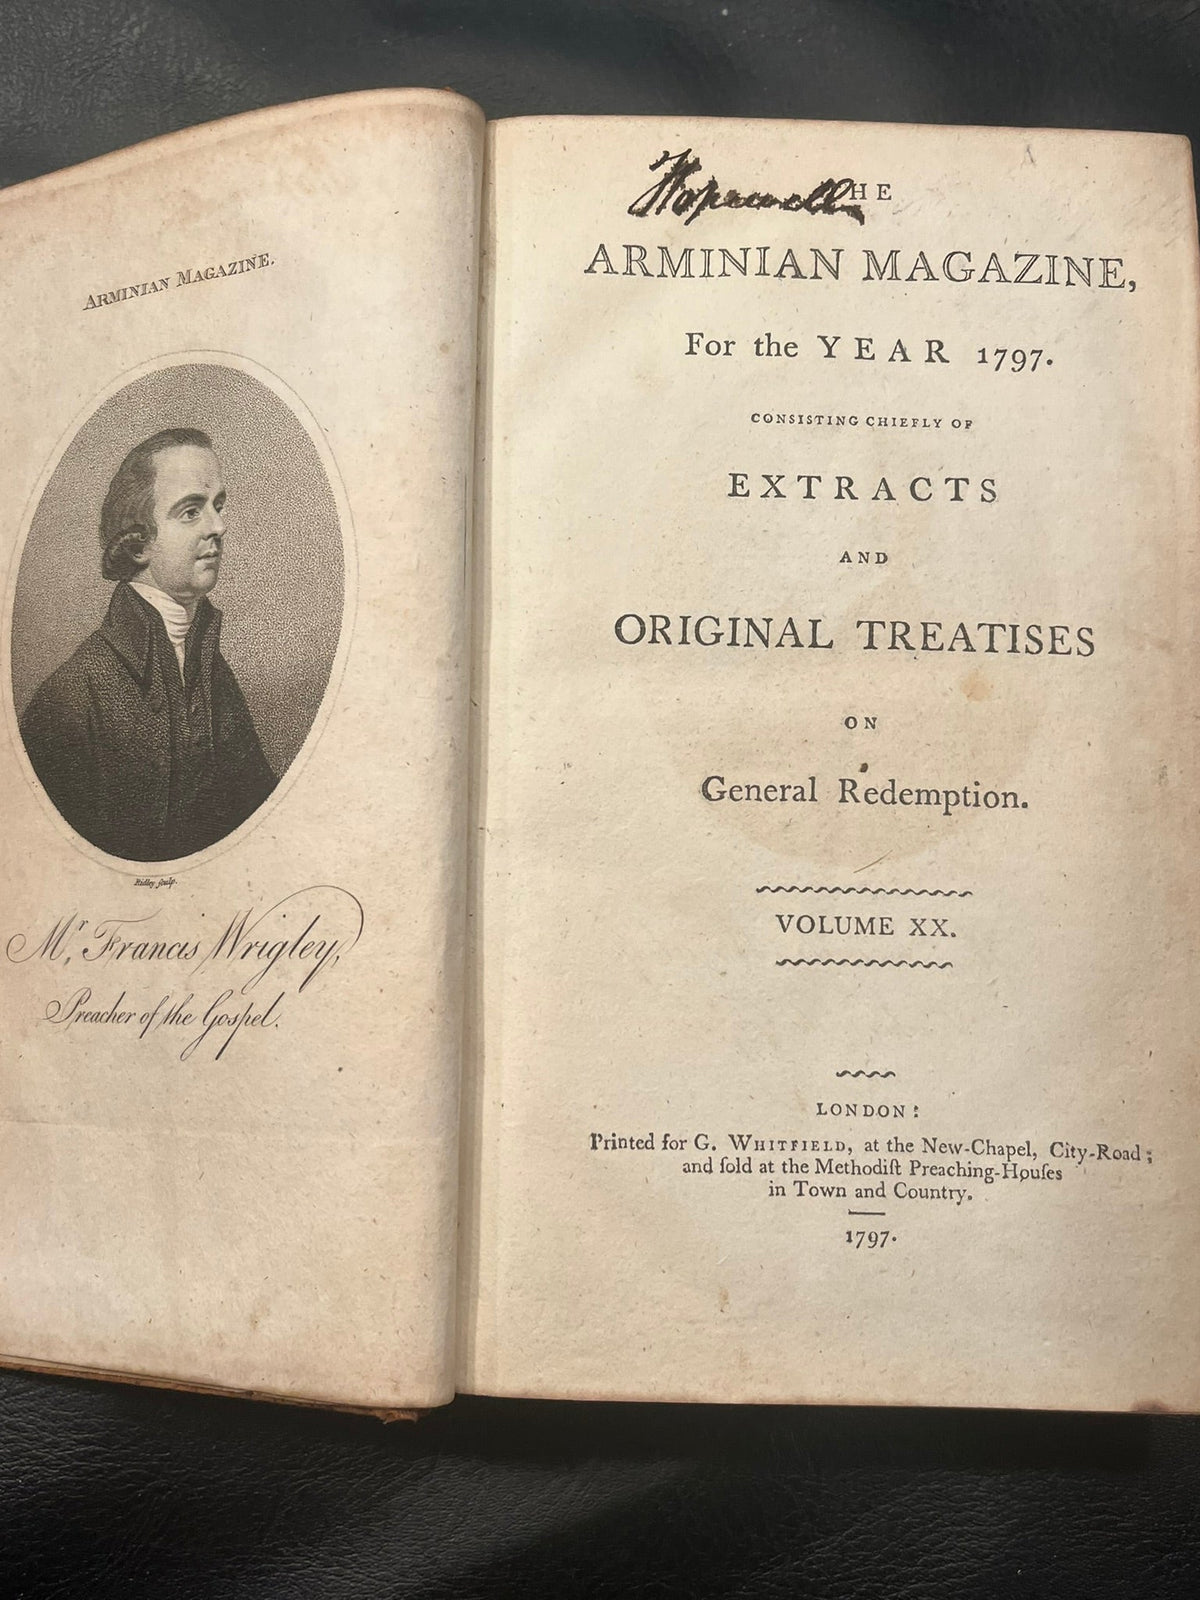 ARMINIAN MAGAZINE.
Ridley ſculp.
Mr. Francis Wrigley,
Preacher of the Gospel.
Hopewell
HE
ARMINIAN MAGAZINE,
For the YEAR 1797.
CONSISTING CHIEFLY OF
EXTRACTS
AND
ORIGINAL TREATISES
ON
General Redemption.
VOLUME XX.
LONDON:
Printed for G. WHITFIELD, at the New-Chapel, City-Road;
and ſold at the Methodiſt Preaching-Houſes
in Town and Country.
1797.